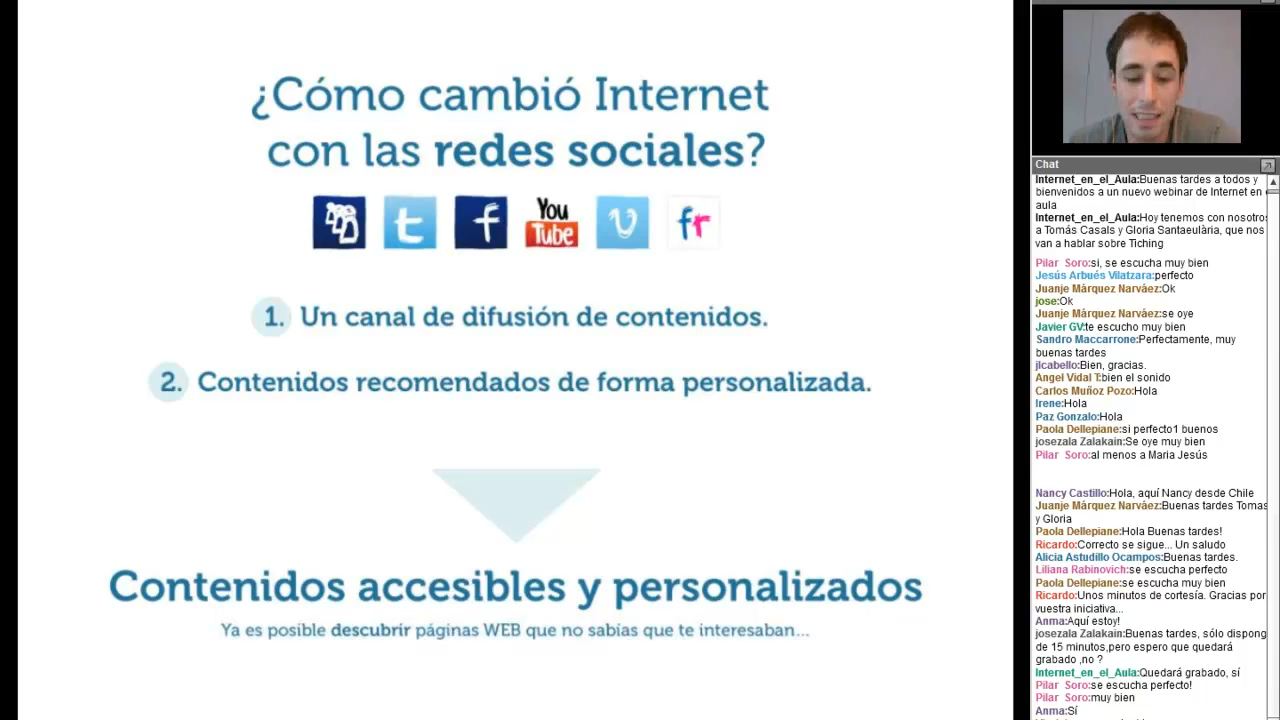 ¿Cómo cambió Internet
con las redes sociales?
t
f
You
Tube
fr
1. Un canal de difusión de contenidos.
2. Contenidos recomendados de forma personalizada.
Contenidos accesibles y personalizados
Ya es posible descubrir páginas WEB que no sabías que te interesaban...
Chat
Internet_en_el_Aula:Buenas tardes a todos y
bienvenidos a un nuevo webinar de Internet en e
aula
Internet_en_el_Aula:Hoy tenemos con nosotros
a Tomás Casals y Gloria Santaeulària, que nos
van a hablar sobre Tiching
Pilar Soro:si, se escucha muy bien
Jesús Arbués Vilatzara:perfecto
Juanje Márquez Narváez:Ok
jose:Ok
Juanje Márquez Narváez:se oye
Javier GV:te escucho muy bien
Sandro Maccarrone:Perfectamente, muy
buenas tardes
jlcabello:Bien, gracias.
Angel Vidal T:bien el sonido
Carlos Muñoz Pozo:Hola
Irene:Hola
Paz Gonzalo:Hola
Paola Dellepiane:si perfecto1 buenos
josezala Zalakain:Se oye muy bien
Pilar Soro:al menos a Maria Jesús
Nancy Castillo:Hola, aquí Nancy desde Chile
Juanje Márquez Narváez:Buenas tardes Tomas
y Gloria
Paola Dellepiane:Hola Buenas tardes!
Ricardo:Correcto se sigue... Un saludo
Alicia Astudillo Ocampos:Buenas tardes.
Liliana Rabinovich:se escucha perfecto
Paola Dellepiane:se escucha muy bien
Ricardo:Unos minutos de cortesía. Gracias por
vuestra iniciativa...
Anma:Aquí estoy!
josezala Zalakain:Buenas tardes, sólo dispong
de 15 minutos,pero espero que quedará
grabado ,no ?
Internet_en_el_Aula:Quedará grabado, sí
Pilar Soro:se escucha perfecto!
Pilar Soro:muy bien
Anma:Sí